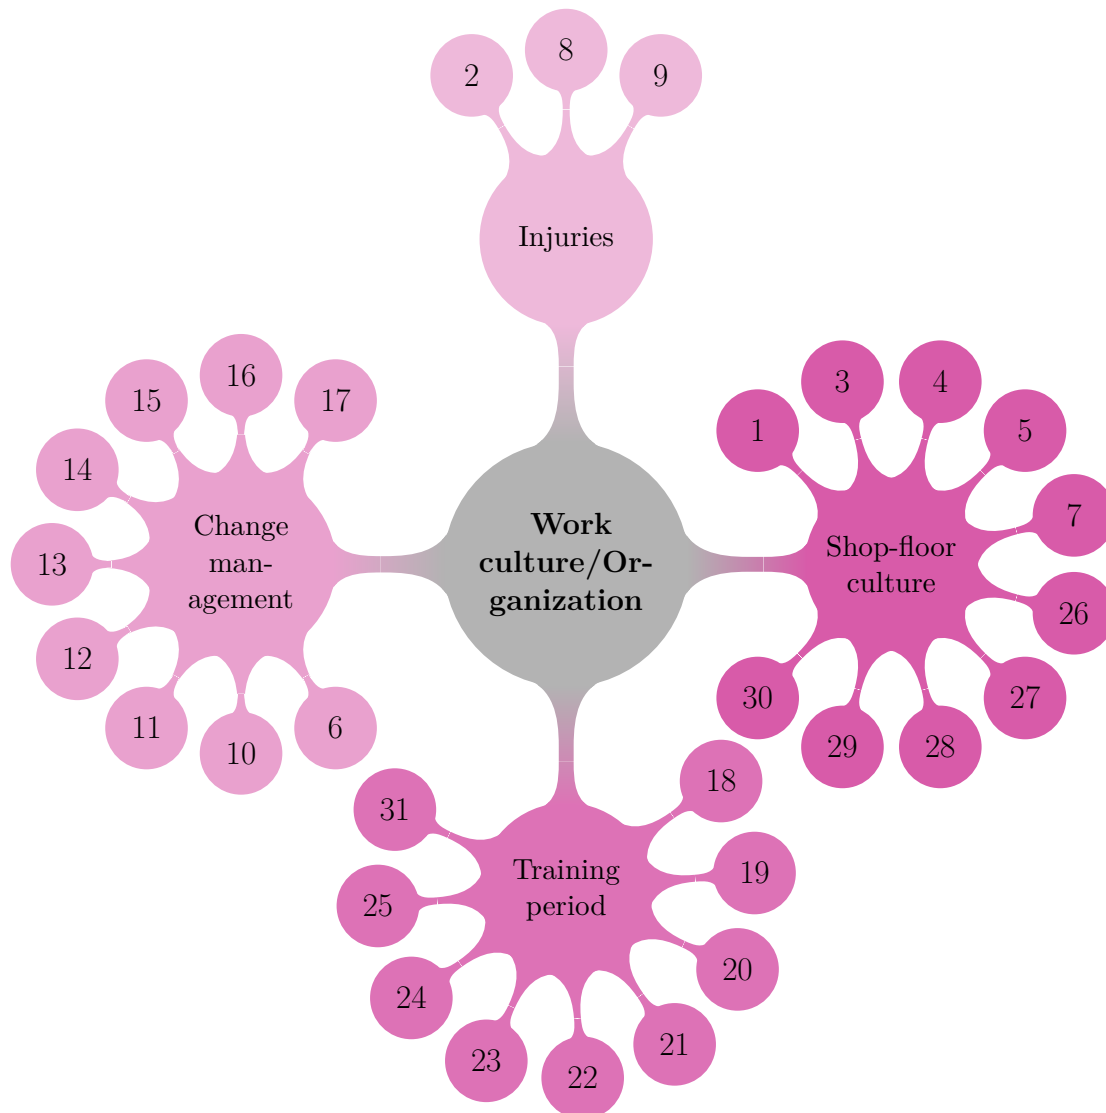 2
8
9
Injuries
15
16
17
14
13
12
11
10
6
Change
man-
agement
Work
culture/Or-
ganization
1
3
4
5
7
26
27
28
29
30
Shop-floor
culture
31
25
24
23
22
21
20
19
18
Training
period